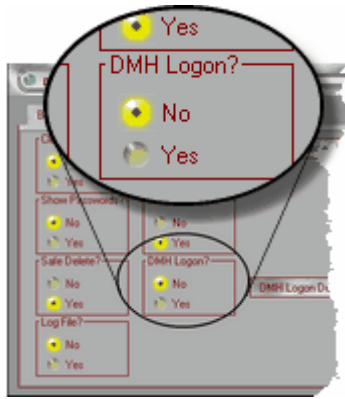 Yes
DMH Logon?
No
Yes
Yes
Show Passwords?
No
No
Yes
Yes
Safe Delete?
DMH Logon?
No
No
DMH Logon Du
Yes
Yes
Log File?
No
Yes